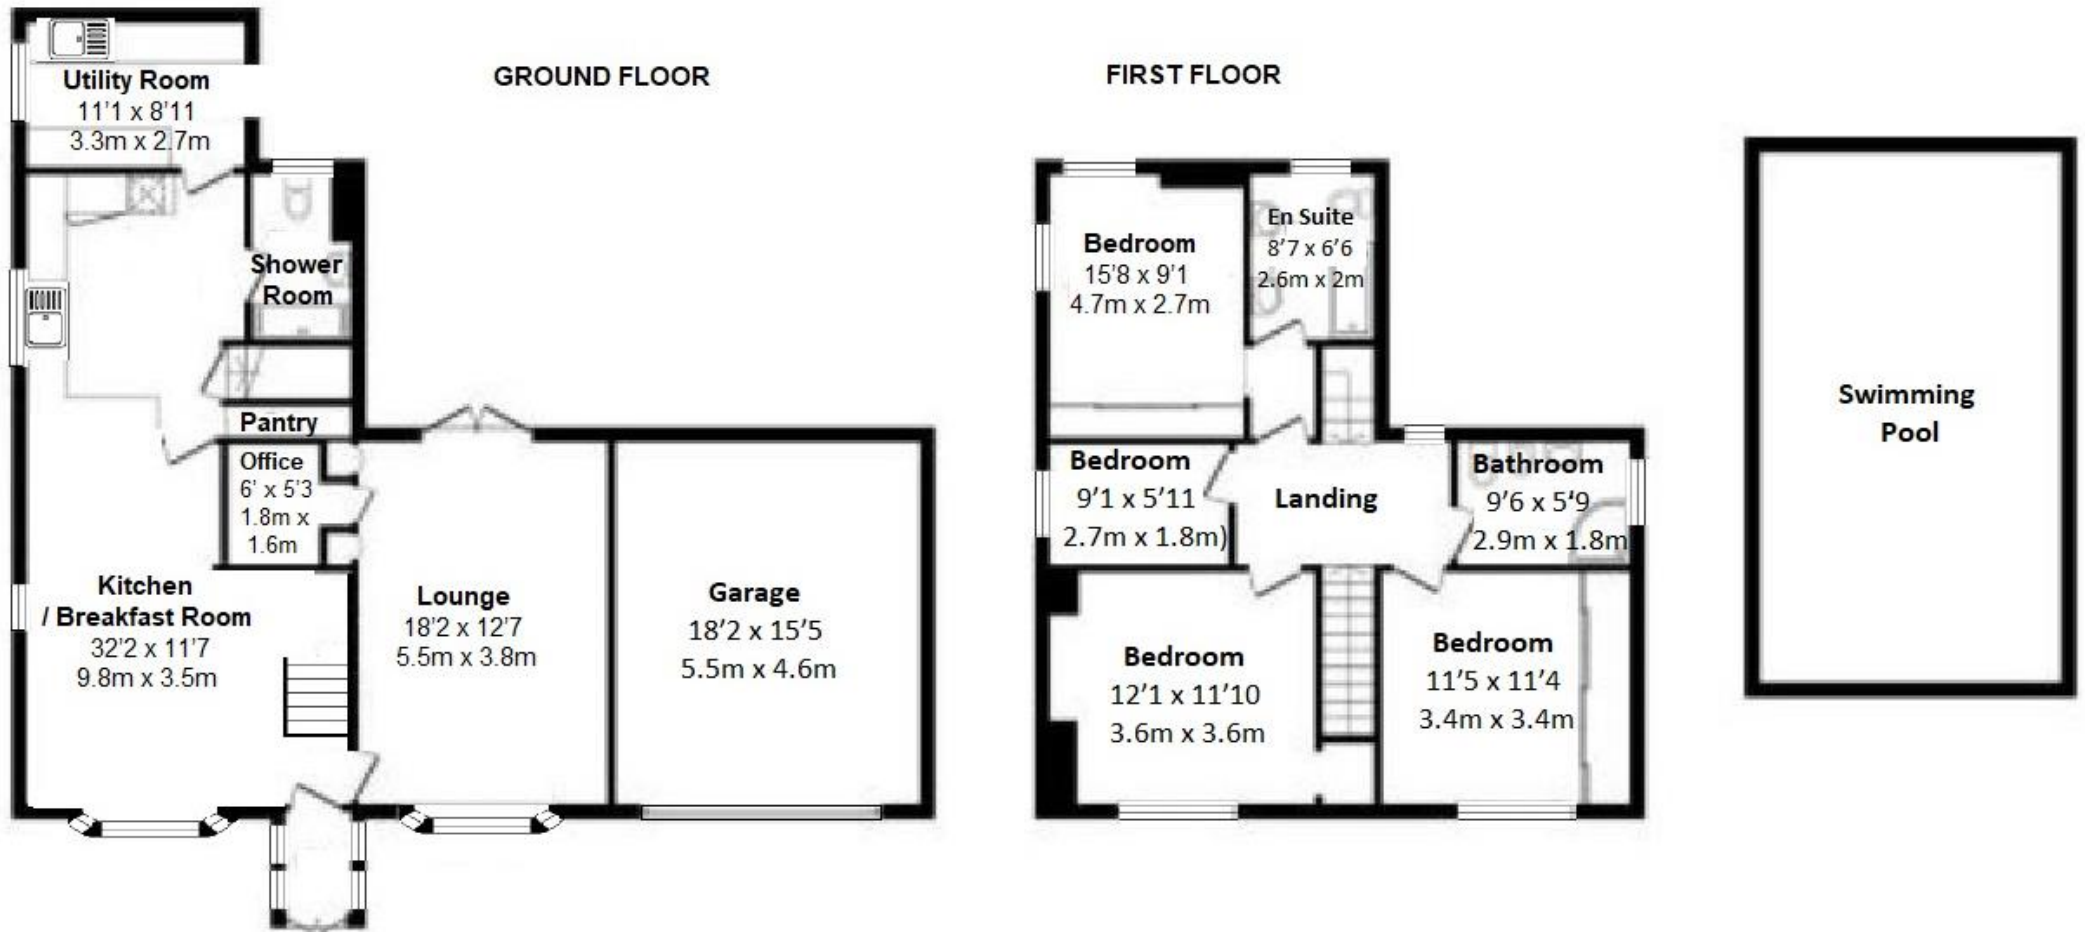 GROUND FLOOR
Utility Room
11'1 x 8'11
3.3m x 2.7m
Shower
Room
Pantry
Office
6' x 5'3
1.8m x
1.6m
Kitchen
/ Breakfast Room
32'2 x 11'7
9.8m x 3.5m
Lounge
18'2 x 12'7
5.5m x 3.8m
Garage
18'2 x 15'5
5.5m x 4.6m
FIRST FLOOR
Bedroom
15'8 x 9'1
4.7m x 2.7m
En Suite
8'7 x 6'6
2.6m x 2m
Bedroom
9'1 x 5'11
2.7m x 1.8m)
Landing
Bathroom
9'6 x 5'9
2.9m x 1.8m
Bedroom
12'1 x 11'10
3.6m x 3.6m
Bedroom
11'5 x 11'4
3.4m x 3.4m
Swimming
Pool